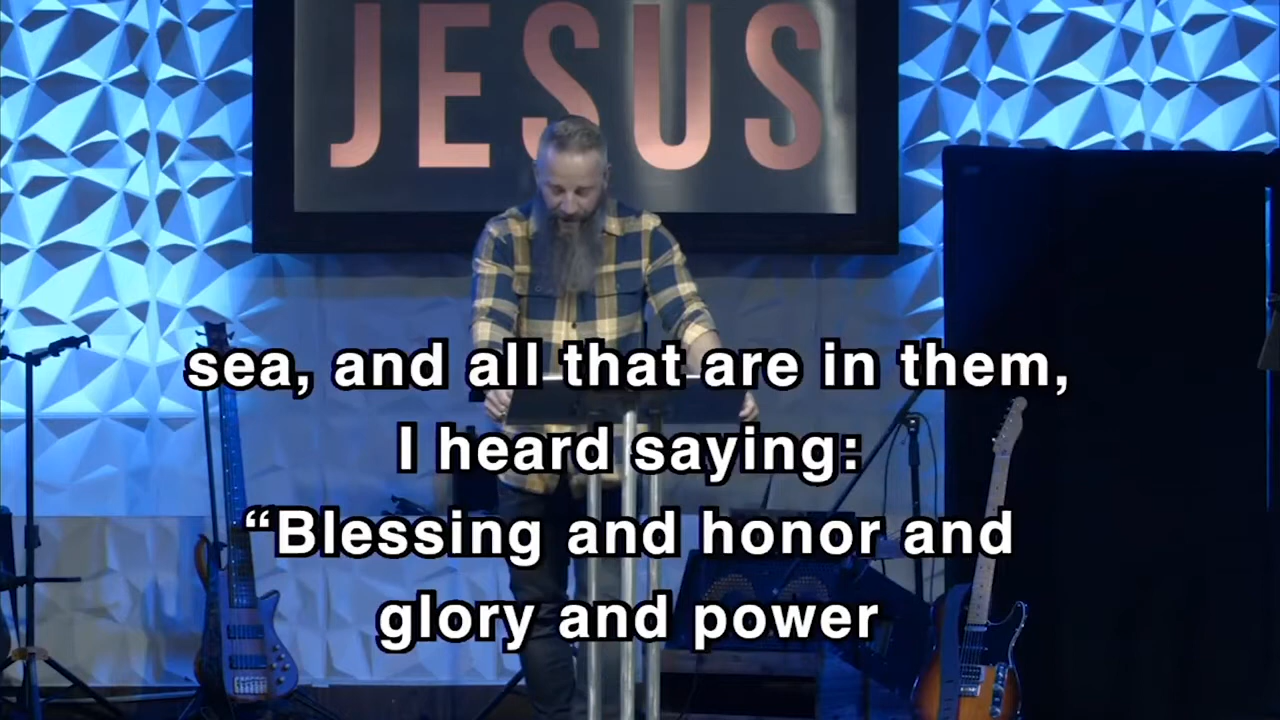 JESUS
sea, and all that are in them,
I heard saying:
“Blessing and honor and
glory and power